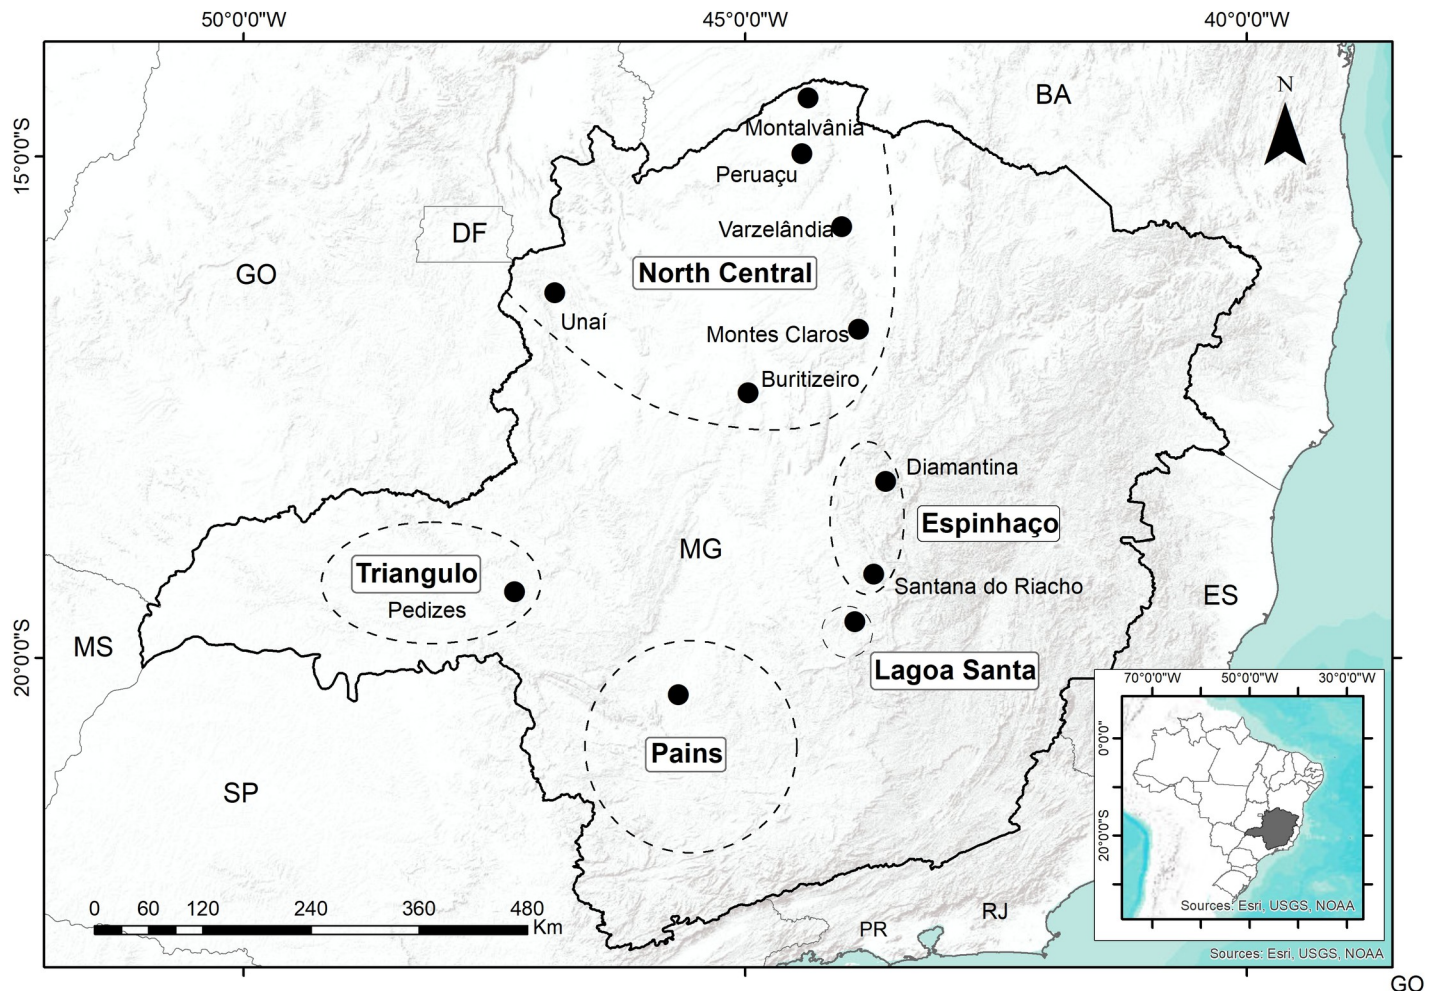 50°0'0"W
45°0'0"W
40°0'0"W
15°0'0"S
20°0'0"S
N
BA
Montalvânia
Peruaçu
DF
Varzelândia
GO
North Central
Unaí
Montes Claros
Buritizeiro
Diamantina
Espinhaço
MG
Triangulo
Pedizes
Santana do Riacho
ES
MS
Lagoa Santa
Pains
SP
70°0'0"W
50°0'0"W
30°0'0"W
0°0'0"
20°0'0"S
Sources: Esri, USGS, NOAA
0 60 120 240 360 480
Km
PR
RJ
Sources: Esri, USGS, NOAA
GO